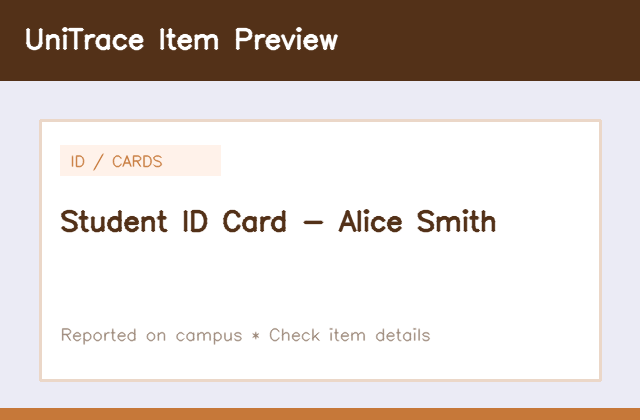 UniTrace Item Preview
ID / CARDS
Student ID Card – Alice Smith
Reported on campus * Check item details